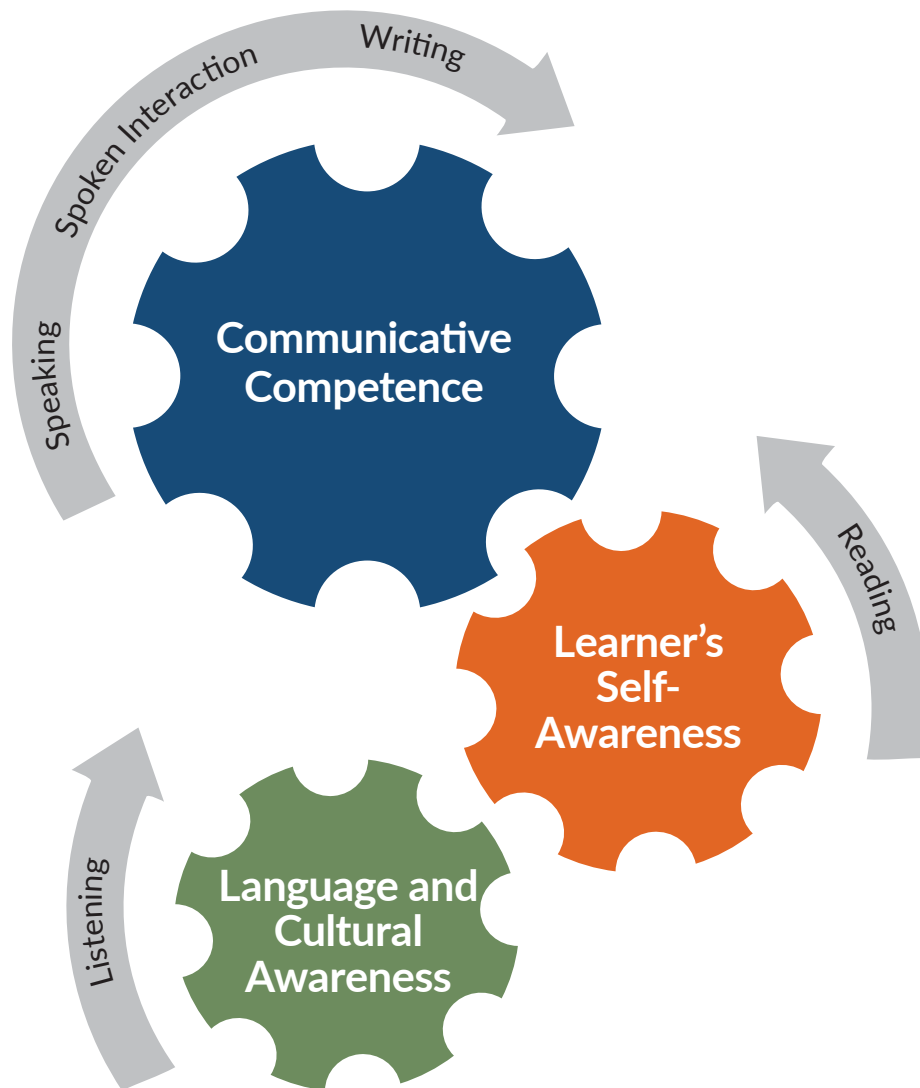 Writing
Spoken Interaction
Speaking
Communicative
Competence
Reading
Learner's
Self-
Awareness
Listening
Language and
Cultural
Awareness